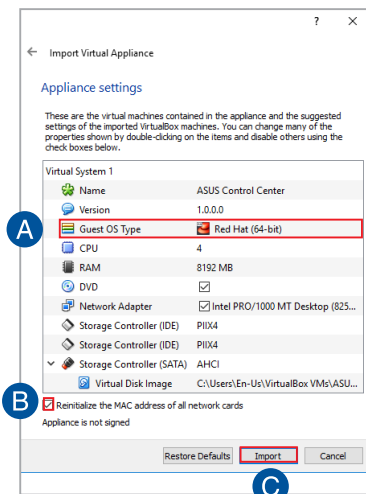 ?
Import Virtual Appliance
Appliance settings
These are the virtual machines contained in the appliance and the suggested
settings of the imported VirtualBox machines. You can change many of the
properties shown by double-clicking on the items and disable others using the
check boxes below.
Virtual System 1
Name ASUS Control Center
Version 1.0.0.0
A Guest OS Type Red Hat (64-bit)
CPU 4
RAM 8192 MB
DVD
Network Adapter Intel PRO/1000 MT Desktop (825...
Storage Controller (IDE) PIIX4
Storage Controller (IDE) PIIX4
Storage Controller (SATA) AHCI
Virtual Disk Image C:\Users\En-Us\VirtualBox VMs\ASU...
B Reinitialize the MAC address of all network cards
Appliance is not signed
Restore Defaults Import Cancel
C